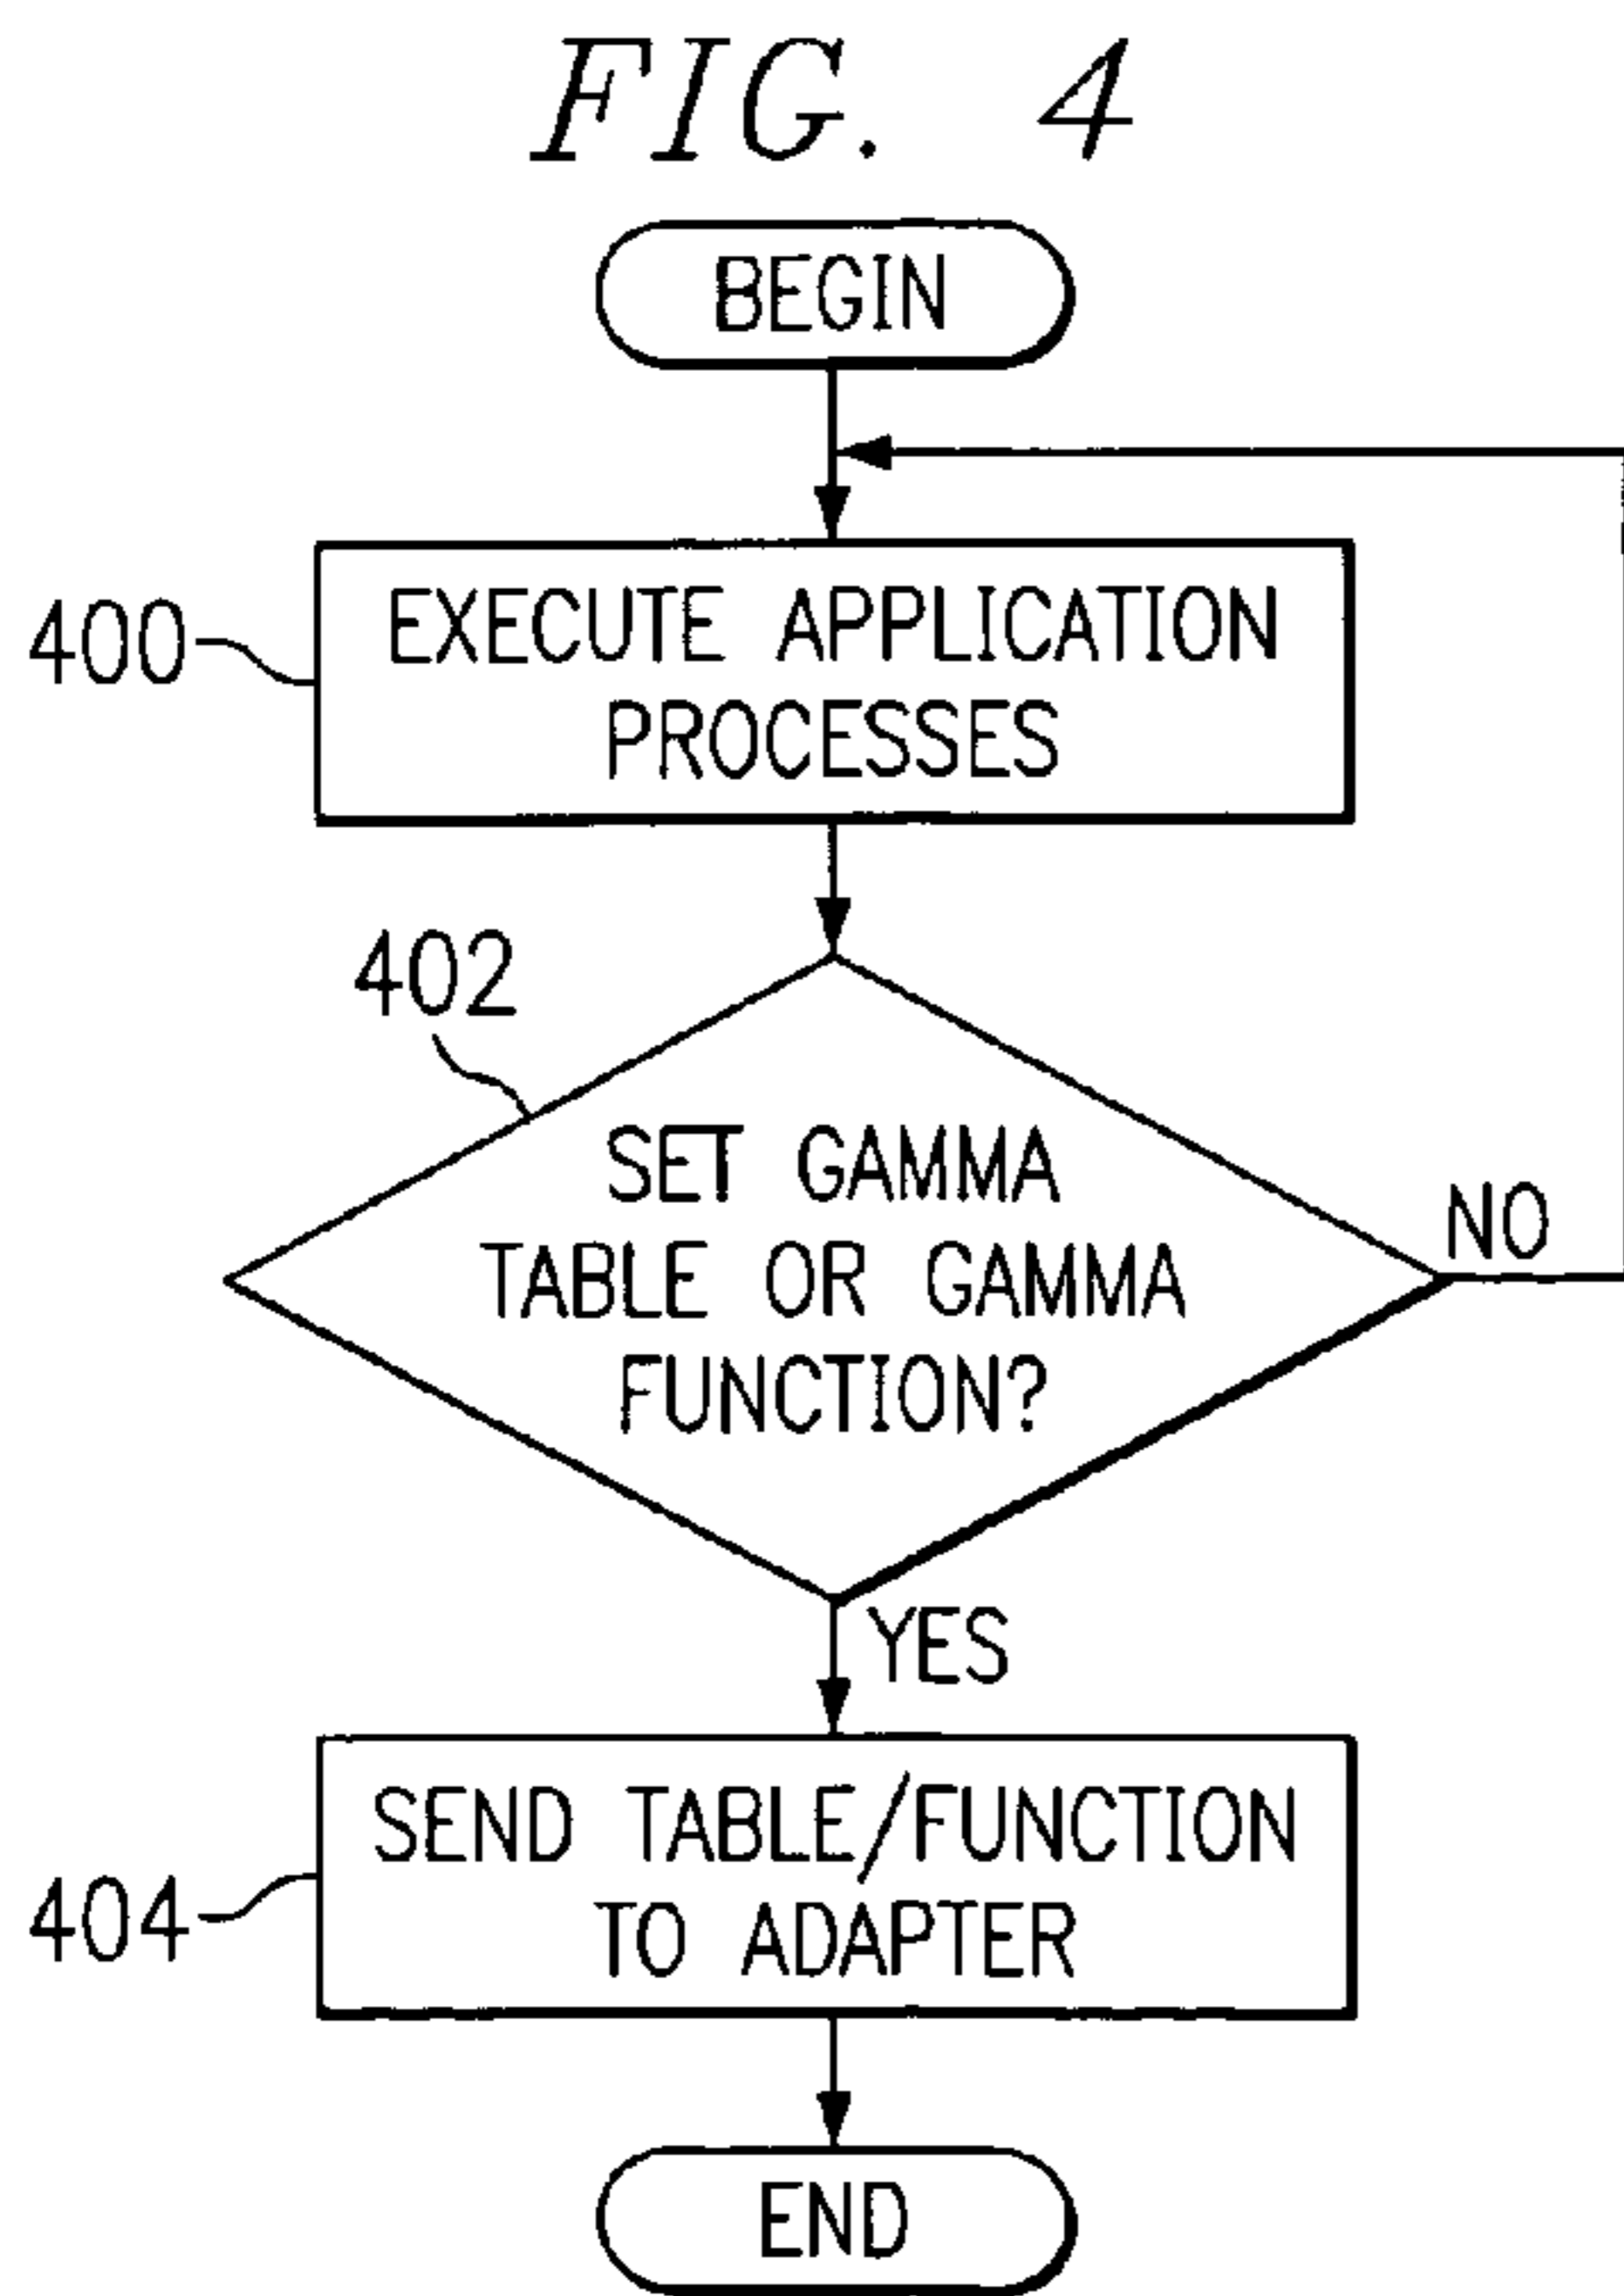 FIG. 4
BEGIN
400
EXECUTE APPLICATION
PROCESSES
402
SET GAMMA
TABLE OR GAMMA
FUNCTION?
NO
YES
404
SEND TABLE/FUNCTION
TO ADAPTER
END